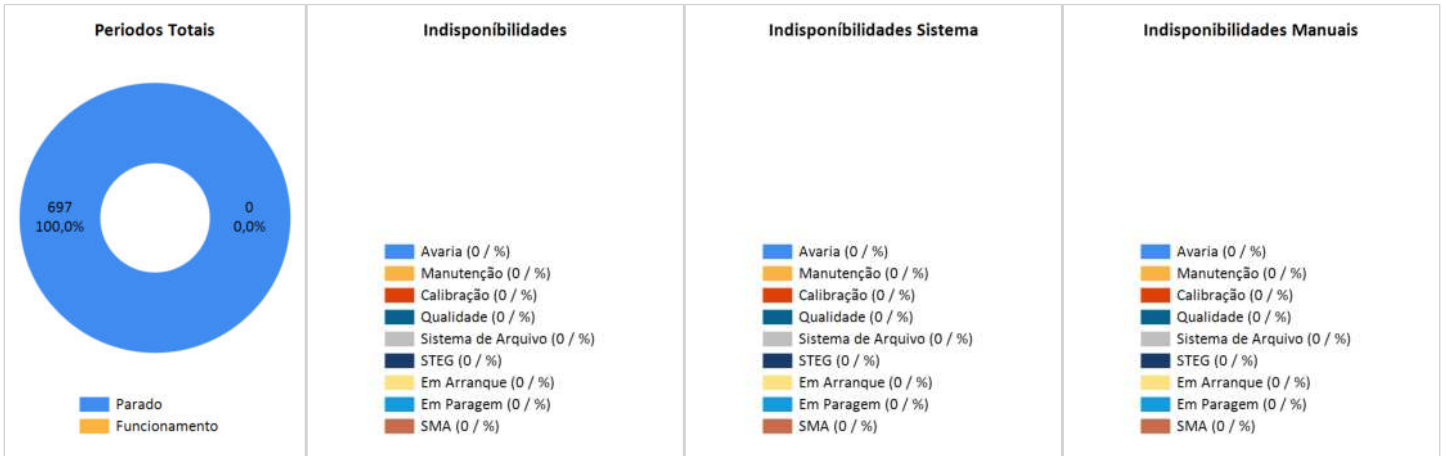 Periodos Totais
697
100,0%
0
0,0%
Parado
Funcionamento
Indisponíbilidades
Avaria (0 / %)
Manutenção (0 / %)
Calibração (0 / %)
Qualidade (0 / %)
Sistema de Arquivo (0 / %)
STEG (0 / %)
Em Arranque (0 / %)
Em Paragem (0 / %)
SMA (0 / %)
Indisponíbilidades Sistema
Avaria (0 / %)
Manutenção (0 / %)
Calibração (0 / %)
Qualidade (0 / %)
Sistema de Arquivo (0 / %)
STEG (0 / %)
Em Arranque (0 / %)
Em Paragem (0 / %)
SMA (0 / %)
Indisponíbilidades Manuais
Avaria (0 / %)
Manutenção (0 / %)
Calibração (0 / %)
Qualidade (0 / %)
Sistema de Arquivo (0 / %)
STEG (0 / %)
Em Arranque (0 / %)
Em Paragem (0 / %)
SMA (0 / %)